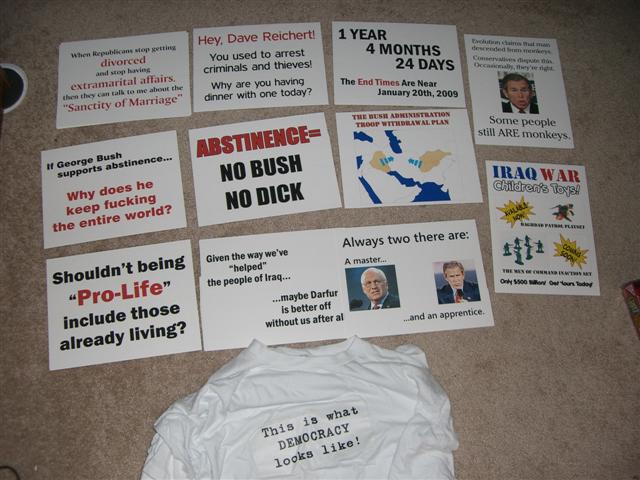 When Republicans stop getting
divorced
and stop having
extramarital affairs,
then they can talk to me about the
"Sanctity of Marriage"
Hey, Dave Reichert!
You used to arrest
criminals and thieves!
Why are you having
dinner with one today?
1 YEAR
4 MONTHS
24 DAYS
The End Times Are Near
January 20th, 2009
Evolution claims that man
descended from monkeys.
Conservatives dispute this.
Occasionally, they're right.
Some people
still ARE monkeys.
If George Bush
supports abstinence...
Why does he
keep fucking
the entire world?
ABSTINENCE=
NO BUSH
NO DICK
THE BUSH ADMINISTRATION
TROOP WITHDRAWAL PLAN
IRAQ WAR
Children's Toys!
AVAILABLE
NOW
BAGHDAD PATROL PLAYSET
COMING
SOON!
THE MEN OF COMMAND INACTION SET
Only $500 Billion! Get Yours Today!
Shouldn't being
"Pro-Life"
include those
already living?
Given the way we've
"helped"
the people of Iraq...
...maybe Darfur
is better off
without us after al
Always two there are:
A master...
...and an apprentice.
This is what
DEMOCRACY
looks like!